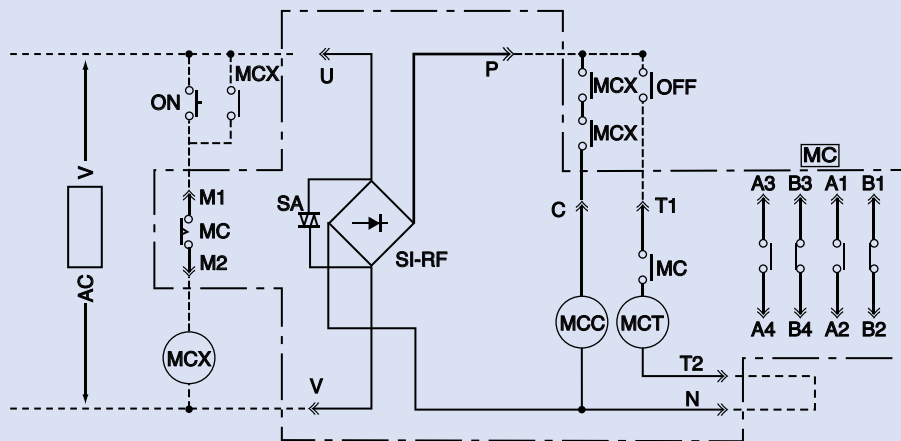 U
P
MCX
ON
MCX
OFF
MCX
MC
V
A3 B3 A1 B1
M1
SA
C
T1
MC
M2
SI-RF
MC
AC
MCC
MCT
A4 B4 A2 B2
MCX
T2
V
N